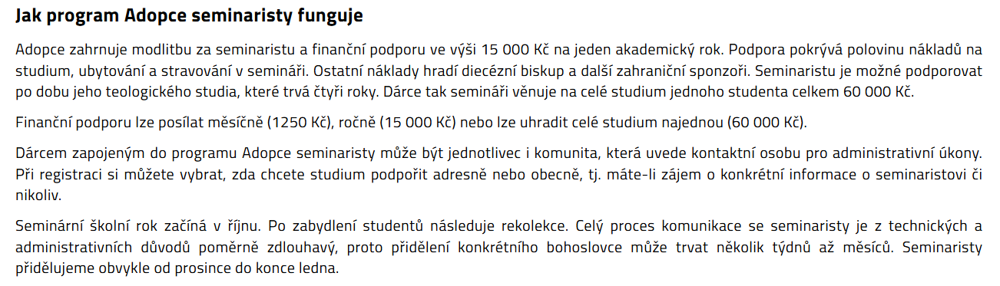 Jak program Adopce seminaristy funguje
Adopce zahrnuje modlitbu za seminaristu a finanční podporu ve výši 15 000 Kč na jeden akademický rok. Podpora pokrývá polovinu nákladů na
studium, ubytování a stravování v semináři. Ostatní náklady hradí diecézní biskup a další zahraniční sponzoři. Seminaristu je možné podporovat
po dobu jeho teologického studia, které trvá čtyři roky. Dárce tak semináři věnuje na celé studium jednoho studenta celkem 60 000 Kč.
Finanční podporu lze posílat měsíčně (1250 Kč), ročně (15 000 Kč) nebo lze uhradit celé studium najednou (60 000 Kč).
Dárcem zapojeným do programu Adopce seminaristy může být jednotlivec i komunita, která uvede kontaktní osobu pro administrativní úkony.
Při registraci si můžete vybrat, zda chcete studium podpořit adresně nebo obecně, tj. máte-li zájem o konkrétní informace o seminaristovi či
nikoliv.
Seminární školní rok začíná v říjnu. Po zabydlení studentů následuje rekolekce. Celý proces komunikace se seminaristy je z technických a
administrativních důvodů poměrně zdlouhavý, proto přidělení konkrétního bohoslovce může trvat několik týdnů až měsíců. Seminaristy
přidělujeme obvykle od prosince do konce ledna.